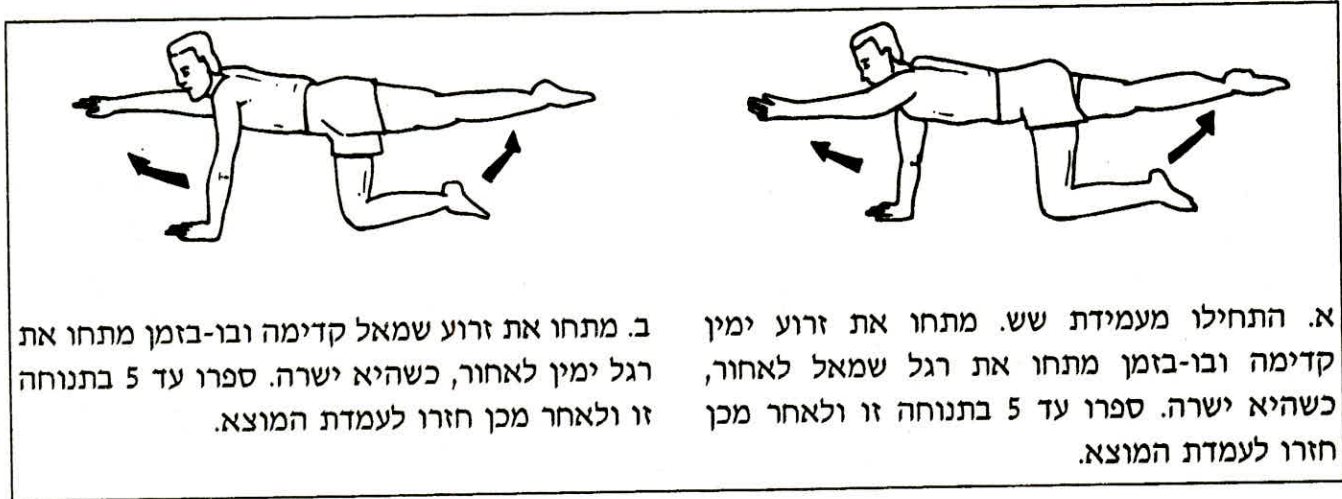 א. התחילו מעמידת שש. מתחו את זרוע ימין
קדימה ובו-בזמן מתחו את רגל שמאל לאחור,
כשהיא ישרה. ספרו עד 5 בתנוחה זו ולאחר מכן
חזרו לעמדת המוצא.
ב. מתחו את זרוע שמאל קדימה ובו-בזמן מתחו את
רגל ימין לאחור, כשהיא ישרה. ספרו עד 5 בתנוחה
זו ולאחר מכן חזרו לעמדת המוצא.